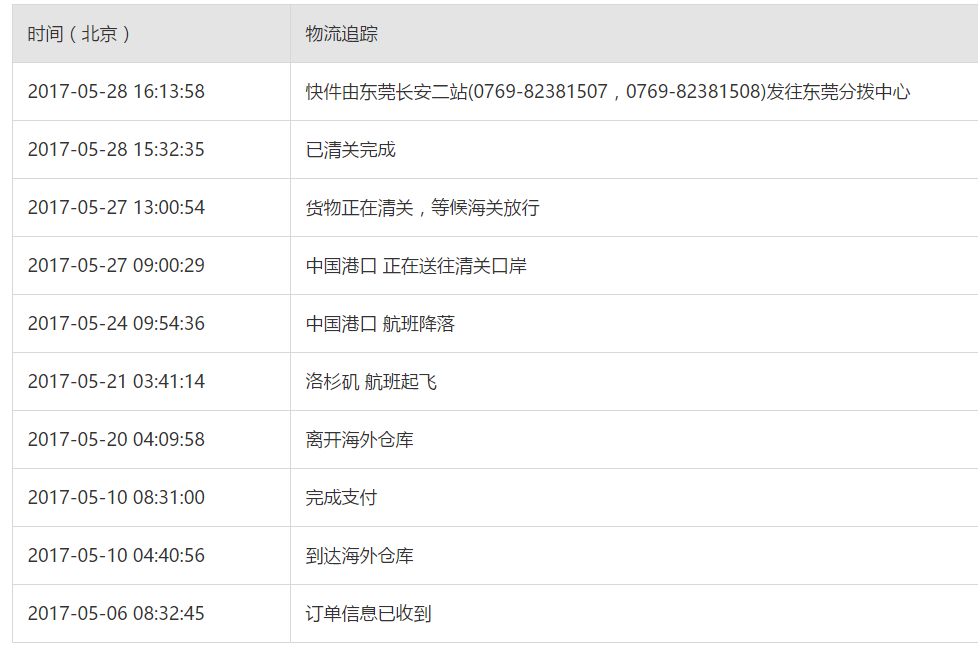 时间（北京） 物流追踪
2017-05-28 16:13:58 快件由东莞长安二站(0769-82381507，0769-82381508)发往东莞分拨中心
2017-05-28 15:32:35 已清关完成
2017-05-27 13:00:54 货物正在清关，等候海关放行
2017-05-27 09:00:29 中国港口 正在送往清关口岸
2017-05-24 09:54:36 中国港口 航班降落
2017-05-21 03:41:14 洛杉矶 航班起飞
2017-05-20 04:09:58 离开海外仓库
2017-05-10 08:31:00 完成支付
2017-05-10 04:40:56 到达海外仓库
2017-05-06 08:32:45 订单信息已收到